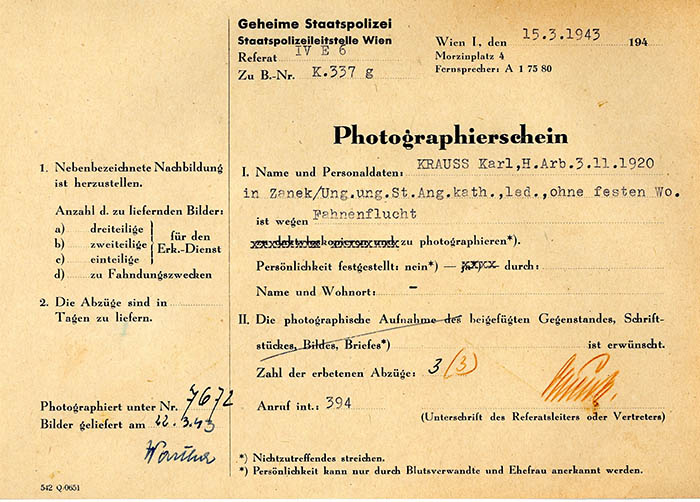 Geheime Staatspolizei
Staatspolizeileitstelle Wien
Referat IV E 6
Zu B.-Nr. K.337 g
Wien I, den 15.3.1943 194
Morzinplatz 4
Fernsprecher: A 1 75 80
Photographierschein
1. Nebenbezeichnete Nachbildung
ist herzustellen.
Anzahl d. zu liefernden Bilder:
a) dreiteilige
b) zweiteilige
c) einteilige
für den
Erk.-Dienst
d) zu Fahndungszwecken
2. Die Abzüge sind in
Tagen zu liefern.
Photographiert unter Nr. 7672
Bilder geliefert am 22.3.43
I. Name und Personaldaten: KRAUSS Karl,H.Arb.3.11.1920
in Zanek/Ung.ung.St.Ang.kath.,led.,ohne festen Wo.
ist wegen Fahnenflucht
zu photographieren*).
Persönlichkeit festgestellt: nein*) — durch:
Name und Wohnort: -
II. Die photographische Aufnahme des beigefügten Gegenstandes, Schrift-
stückes, Bildes, Briefes*) ist erwünscht.
Zahl der erbetenen Abzüge: 3 (3)
Anruf int.: 394
(Unterschrift des Referatsleiters oder Vertreters)
*) Nichtzutreffendes streichen.
*) Persönlichkeit kann nur durch Blutsverwandte und Ehefrau anerkannt werden.
542 Q-0651